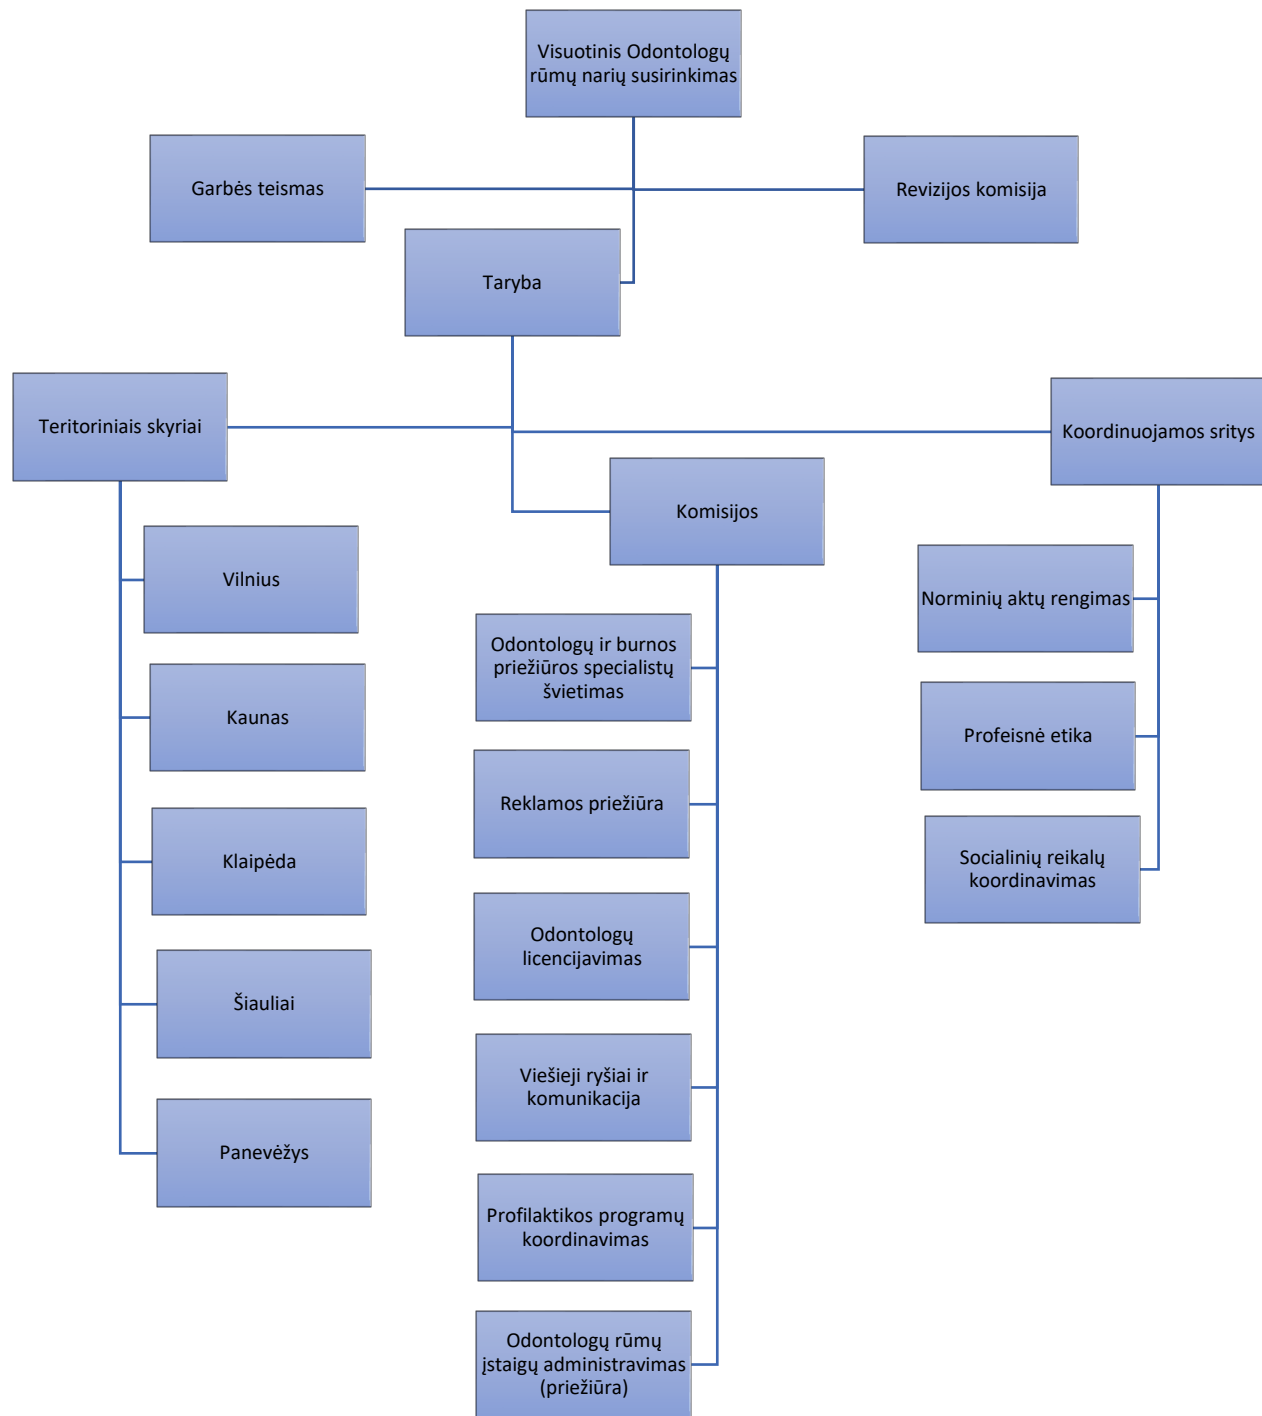 Visuotinis Odontologų
rūmų narių susirinkimas
Garbės teismas
Revizijos komisija
Taryba
Teritoriniais skyriai
Koordinuojamos sritys
Komisijos
Vilnius
Kaunas
Klaipėda
Šiauliai
Panevėžys
Odontologų ir burnos
priežiūros specialistų
švietimas
Reklamos priežiūra
Odontologų
licencijavimas
Viešieji ryšiai ir
komunikacija
Profilaktikos programų
koordinavimas
Odontologų rūmų
įstaigų administravimas
(priežiūra)
Norminių aktų rengimas
Profeisnė etika
Socialinių reikalų
koordinavimas